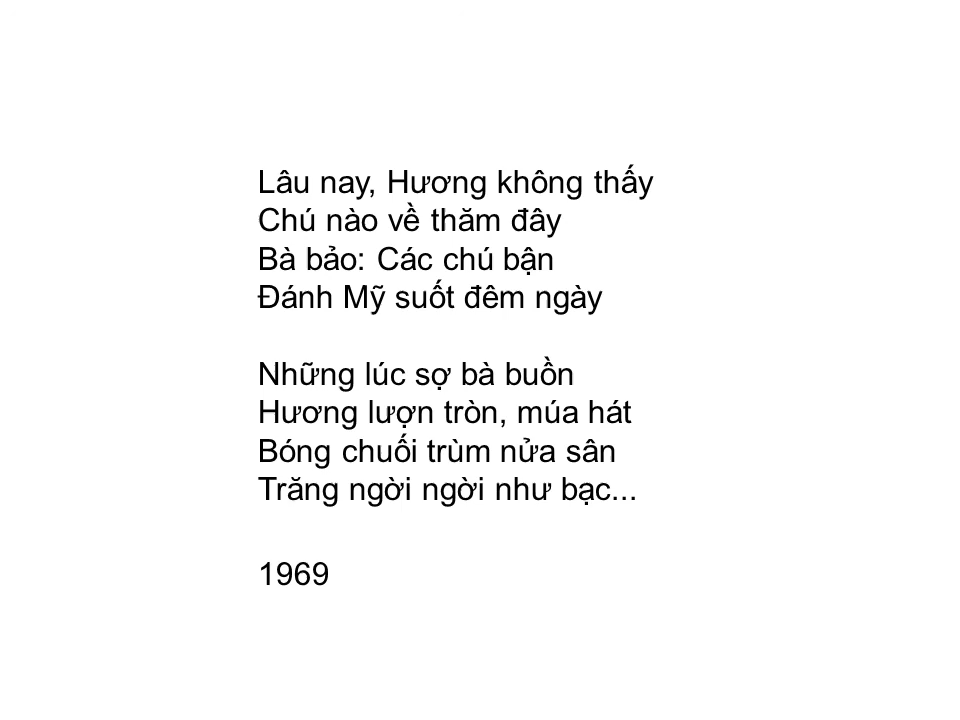 Lâu nay, Hương không thấy
Chú nào về thăm đây
Bà bảo: Các chú bận
Đánh Mỹ suốt đêm ngày
Những lúc sợ bà buồn
Hương lượn tròn, múa hát
Bóng chuối trùm nửa sân
Trăng ngời ngời như bạc...
1969